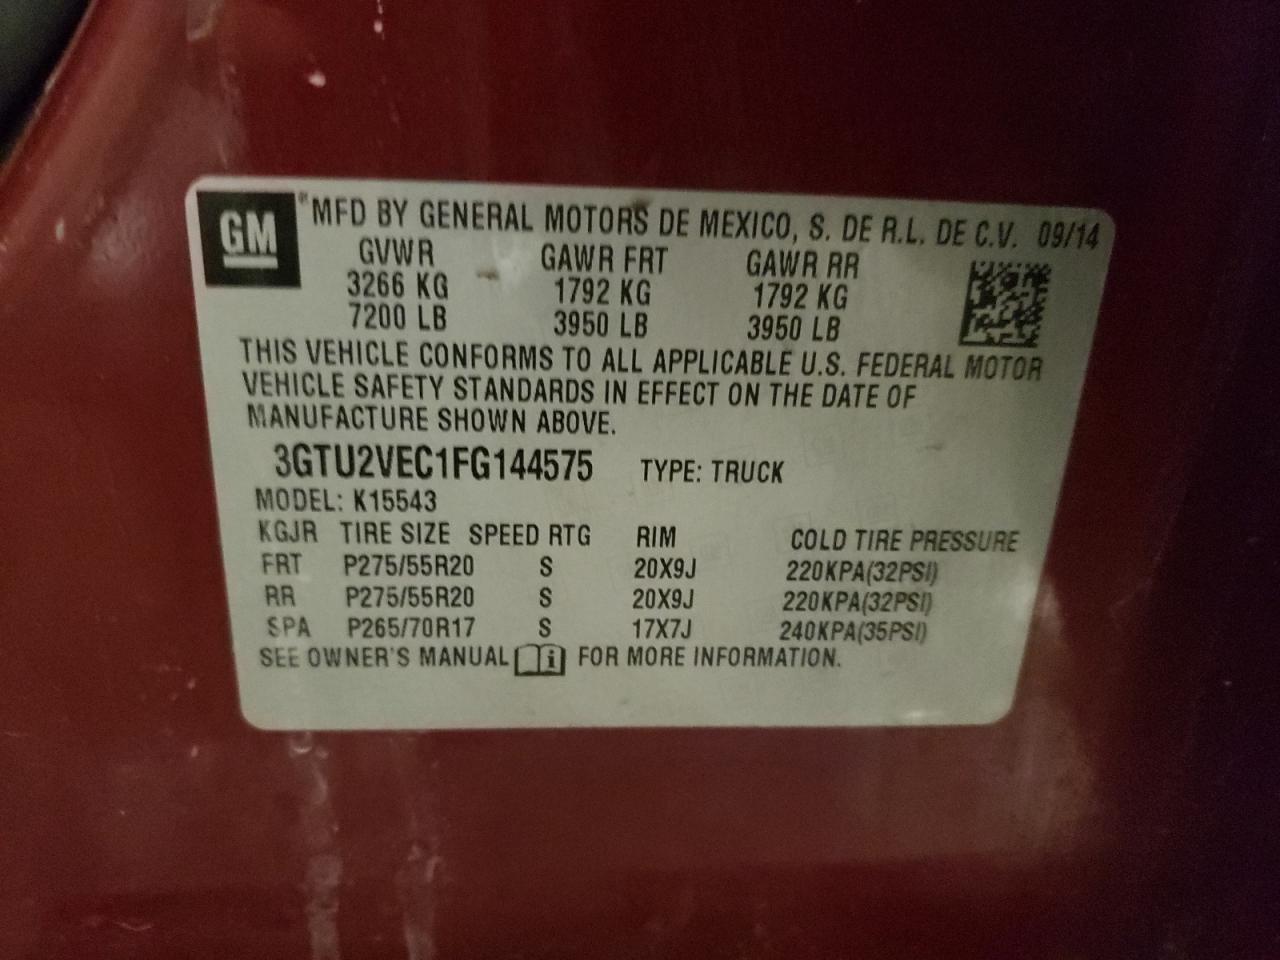 GM ® MFD BY GENERAL MOTORS DE MEXICO, S. DE R.L. DE C.V. 09/14
GVWR GAWR FRT GAWR RR
3266 KG 1792 KG 1792 KG
7200 LB 3950 LB 3950 LB
THIS VEHICLE CONFORMS TO ALL APPLICABLE U.S. FEDERAL MOTOR
VEHICLE SAFETY STANDARDS IN EFFECT ON THE DATE OF
MANUFACTURE SHOWN ABOVE.
3GTU2VEC1FG144575 TYPE: TRUCK
MODEL: K15543
KGJR TIRE SIZE SPEED RTG RIM COLD TIRE PRESSURE
FRT P275/55R20 S 20X9J 220KPA(32PSI)
RR P275/55R20 S 20X9J 220KPA(32PSI)
SPA P265/70R17 S 17X7J 240KPA(35PSI)
SEE OWNER'S MANUAL i FOR MORE INFORMATION.